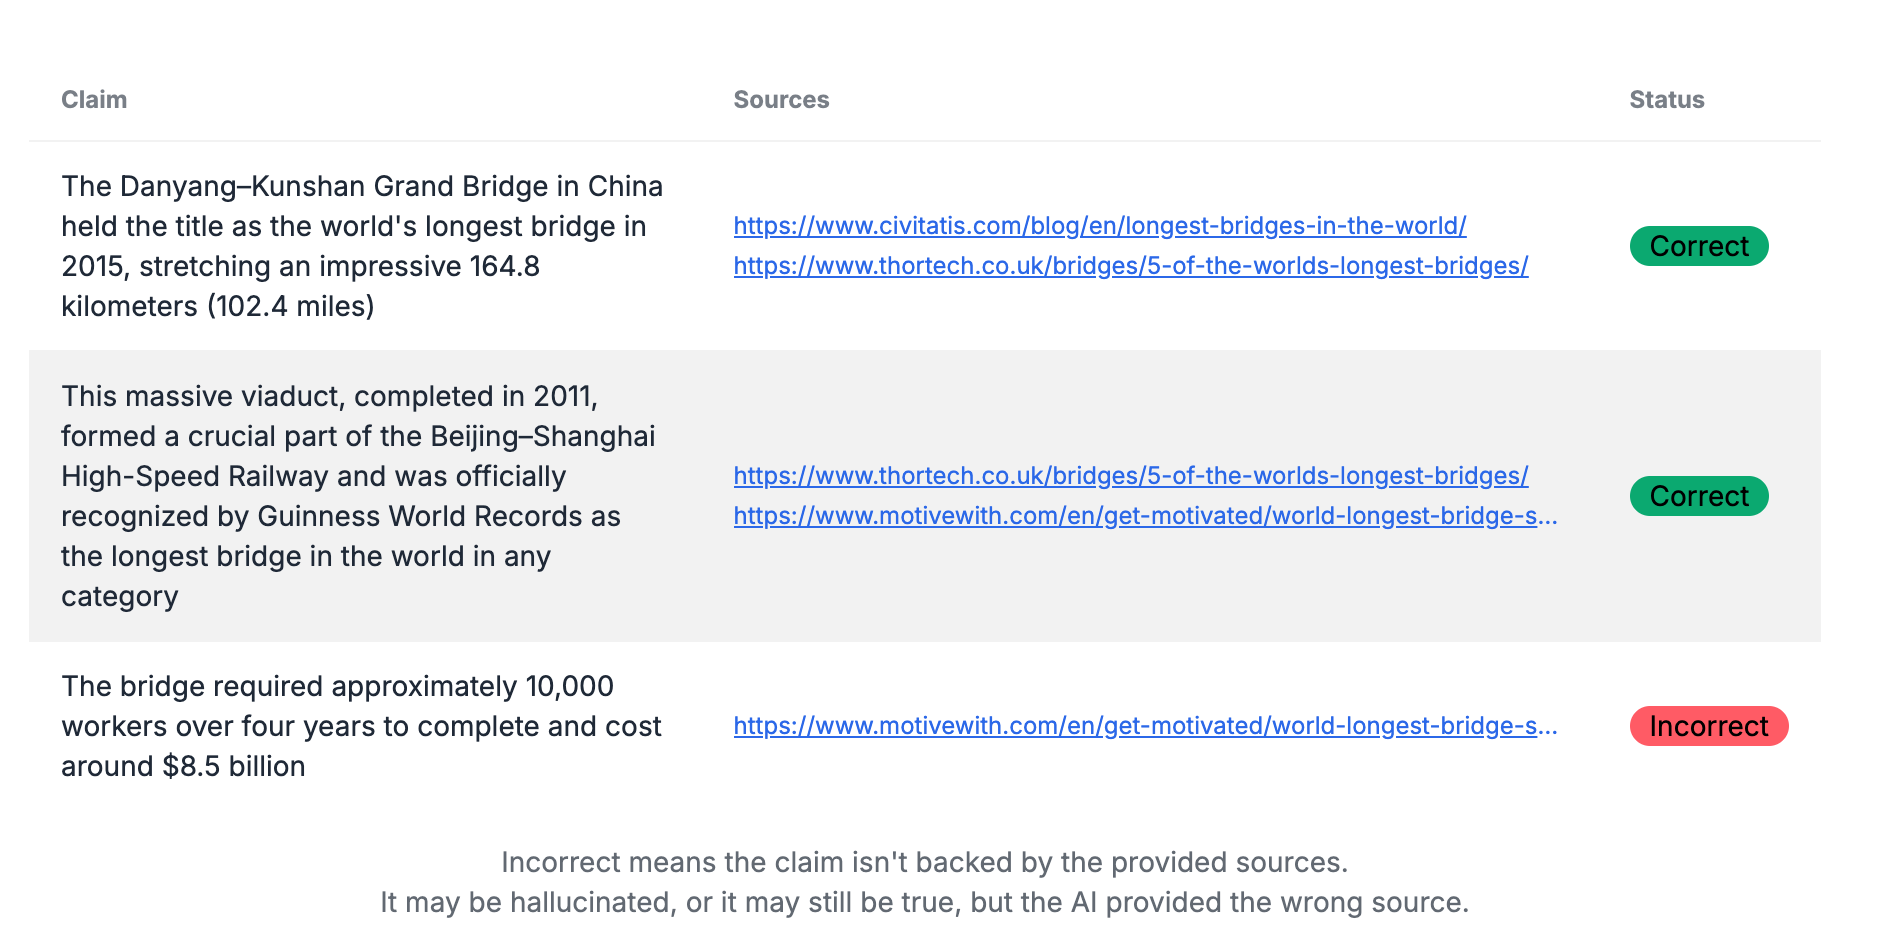 Claim
Sources
Status
The Danyang–Kunshan Grand Bridge in China
held the title as the world's longest bridge in
2015, stretching an impressive 164.8
kilometers (102.4 miles)
https://www.civitatis.com/blog/en/longest-bridges-in-the-world/
https://www.thortech.co.uk/bridges/5-of-the-worlds-longest-bridges/
Correct
This massive viaduct, completed in 2011,
formed a crucial part of the Beijing–Shanghai
High-Speed Railway and was officially
recognized by Guinness World Records as
the longest bridge in the world in any
category
https://www.thortech.co.uk/bridges/5-of-the-worlds-longest-bridges/
https://www.motivewith.com/en/get-motivated/world-longest-bridge-s...
Correct
The bridge required approximately 10,000
workers over four years to complete and cost
around $8.5 billion
https://www.motivewith.com/en/get-motivated/world-longest-bridge-s...
Incorrect
Incorrect means the claim isn't backed by the provided sources.
It may be hallucinated, or it may still be true, but the AI provided the wrong source.